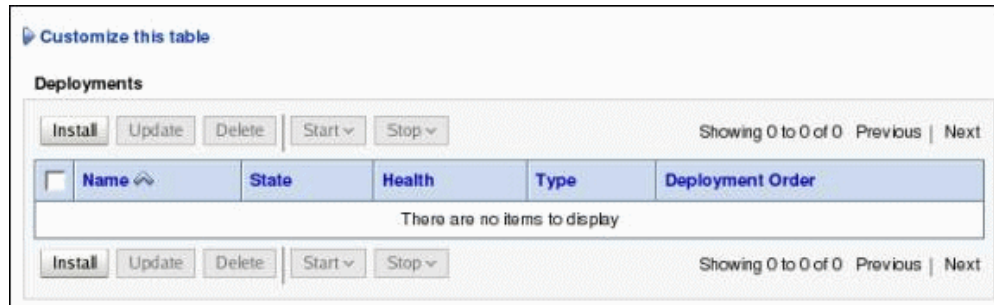 Customize this table
Deployments
Install Update Delete Start Stop Showing 0 to 0 of 0 Previous | Next
Name State Health Type Deployment Order
There are no items to display
Install Update Delete Start Stop Showing 0 to 0 of 0 Previous | Next